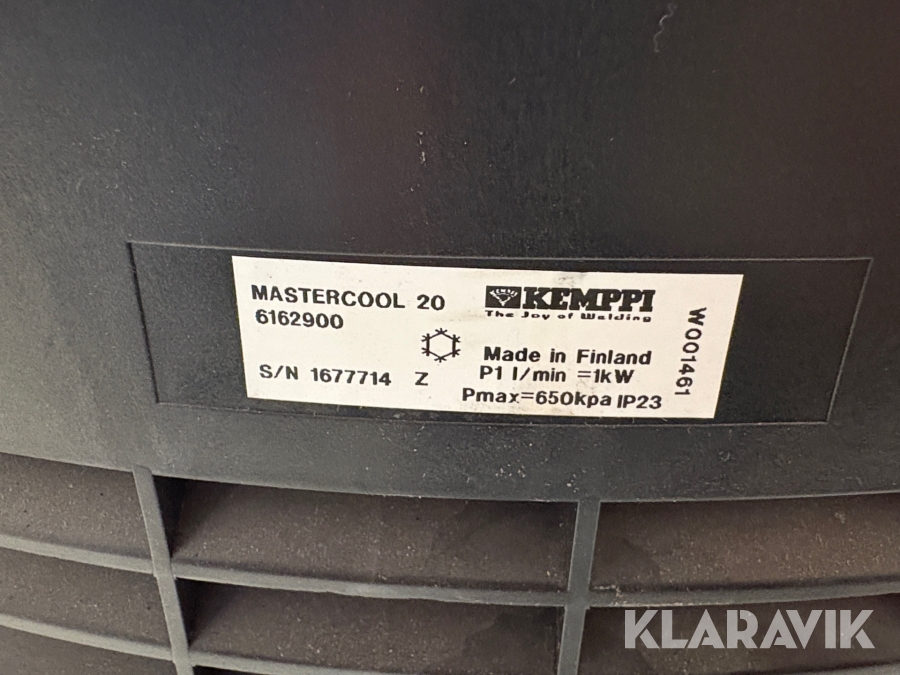 MASTERCOOL 20
6162900
S/N 1677714 Z
KEMPPI
The Joy of Welding
Made in Finland
P1 l/min =1kW
Pmax=650kpa IP23
W001461
KLARAVIK